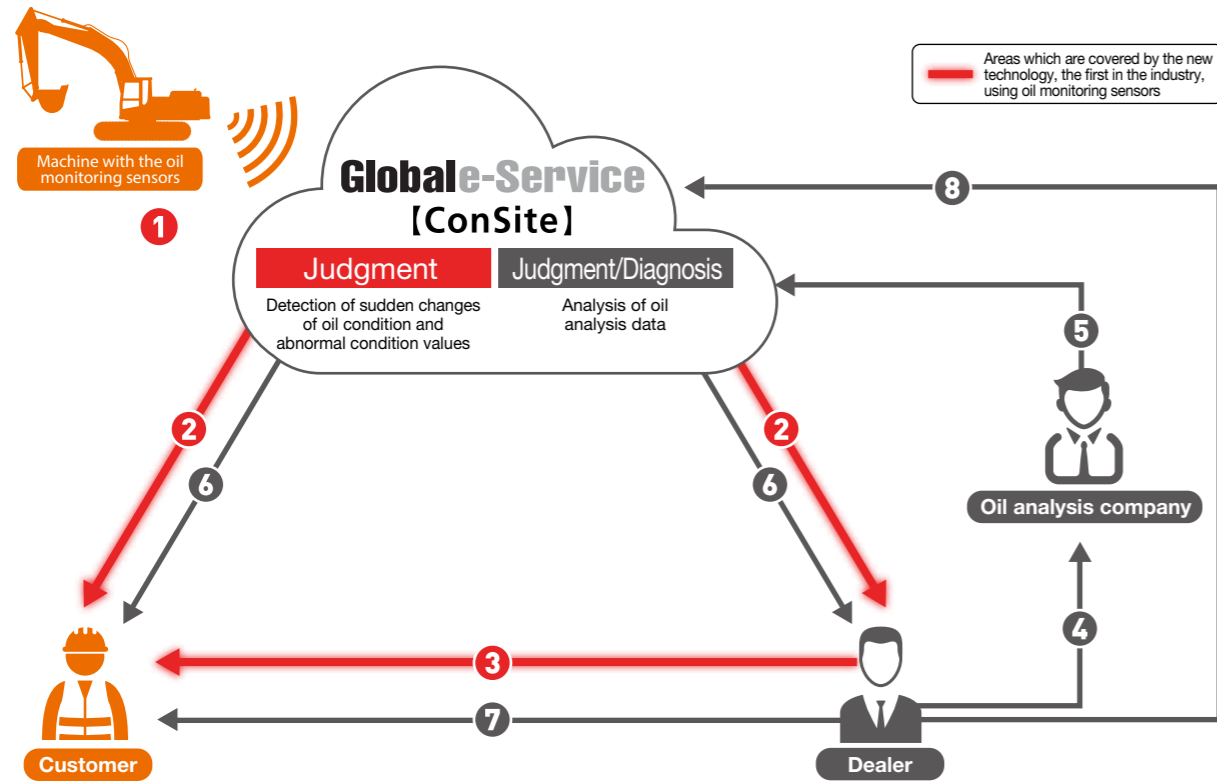 Areas which are covered by the new
technology, the first in the industry,
using oil monitoring sensors
Machine with the oil
monitoring sensors
1
Globale-Service
【ConSite】
8
Judgment
Judgment/Diagnosis
Detection of sudden changes
of oil condition and
abnormal condition values
Analysis of oil
analysis data
5
2
2
6
6
Oil analysis company
4
3
7
Customer
Dealer